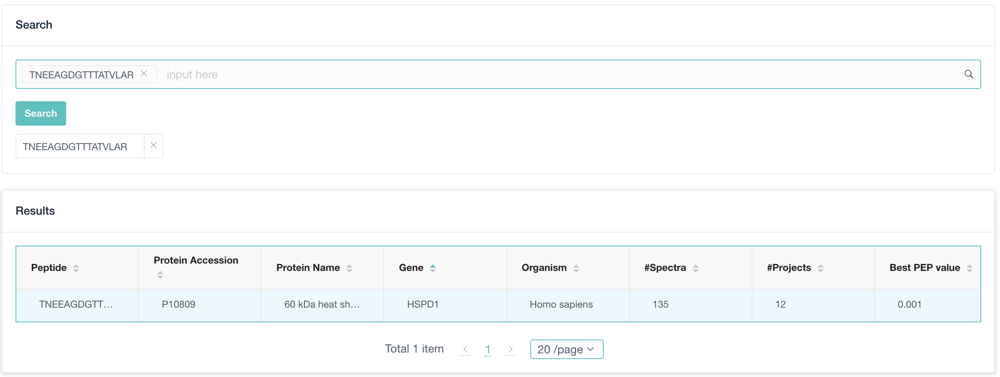 Search
TNEEAGDGTTTATVLAR input here
Search
TNEEAGDGTTTATVLAR
Results
Peptide Protein Accession Protein Name Gene Organism #Spectra #Projects Best PEP value
TNEEAGDGTT... P10809 60 kDa heat sh... HSPD1 Homo sapiens 135 12 0.001
Total 1 item 1 20 /page